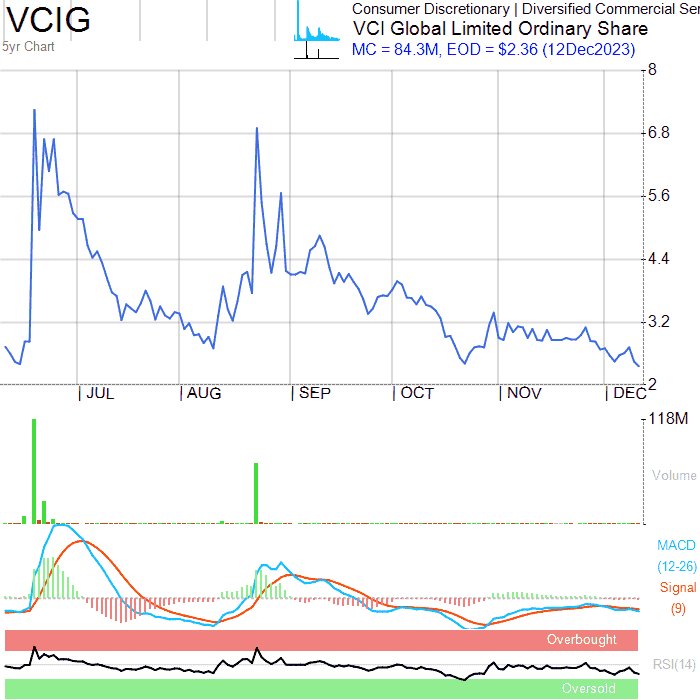 VCIG
5yr Chart
Consumer Discretionary | Diversified Commercial Ser
VCI Global Limited Ordinary Share
MC = 84.3M, EOD = $2.36 (12Dec2023)
8
6.8
5.6
4.4
3.2
2
| JUL | AUG | SEP | OCT | NOV | DEC
118M
Volume
MACD
(12-26)
Signal
(9)
Overbought
RSI(14)
Oversold